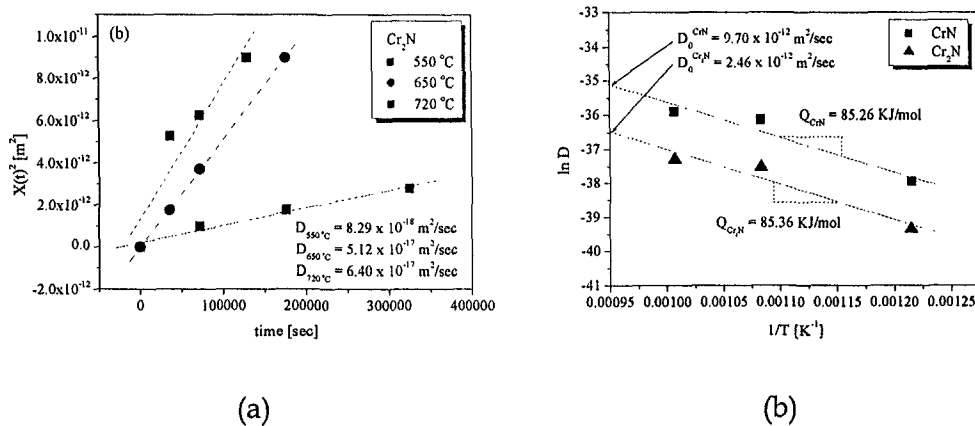 (b)
Cr₂N
550 °C
650 °C
720 °C
X(t)² [m²]
1.0x10⁻¹¹
8.0x10⁻¹²
6.0x10⁻¹²
4.0x10⁻¹²
2.0x10⁻¹²
0.0
-2.0x10⁻¹²
D₅₅₀ °C = 8.29 x 10⁻¹⁸ m²/sec
D₆₅₀ °C = 5.12 x 10⁻¹⁷ m²/sec
D₇₂₀ °C = 6.40 x 10⁻¹⁷ m²/sec
0 100000 200000 300000 400000
time [sec]
(a)
CrN
Cr₂N
D₀^CrN = 9.70 x 10⁻¹² m²/sec
D₀^Cr₂N = 2.46 x 10⁻¹² m²/sec
Q_CrN = 85.26 KJ/mol
Q_Cr₂N = 85.36 KJ/mol
ln D
-35
-36
-37
-38
-39
-40
-41
0.00095 0.00100 0.00105 0.00110 0.00115 0.00120 0.00125
1/T {K⁻¹}
(b)